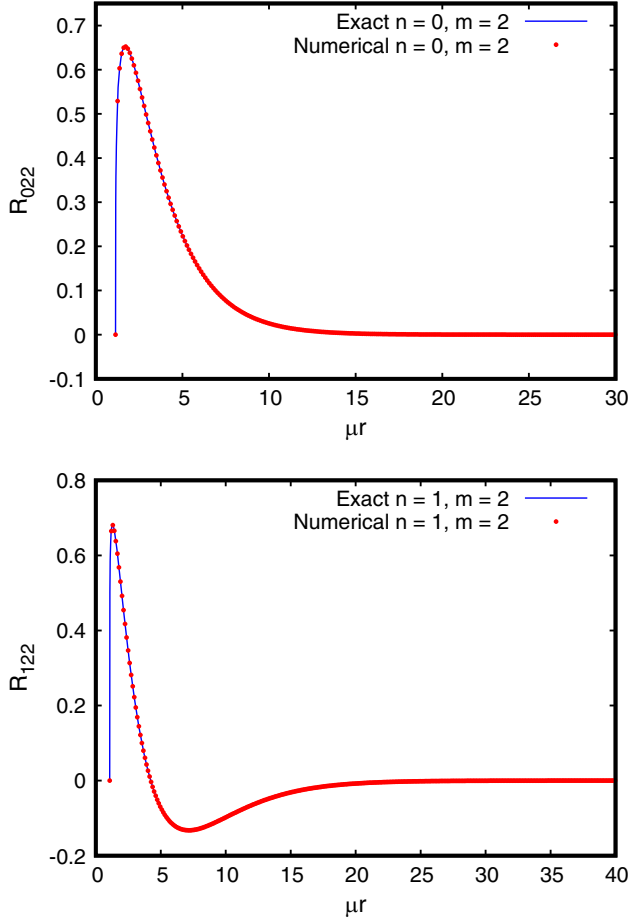 0.7
0.6
0.5
0.4
0.3
0.2
0.1
0
-0.1
R022
Exact n = 0, m = 2
Numerical n = 0, m = 2
0 5 10 15 20 25 30
μr
0.8
0.6
0.4
0.2
0
-0.2
R122
Exact n = 1, m = 2
Numerical n = 1, m = 2
0 5 10 15 20 25 30 35 40
μr